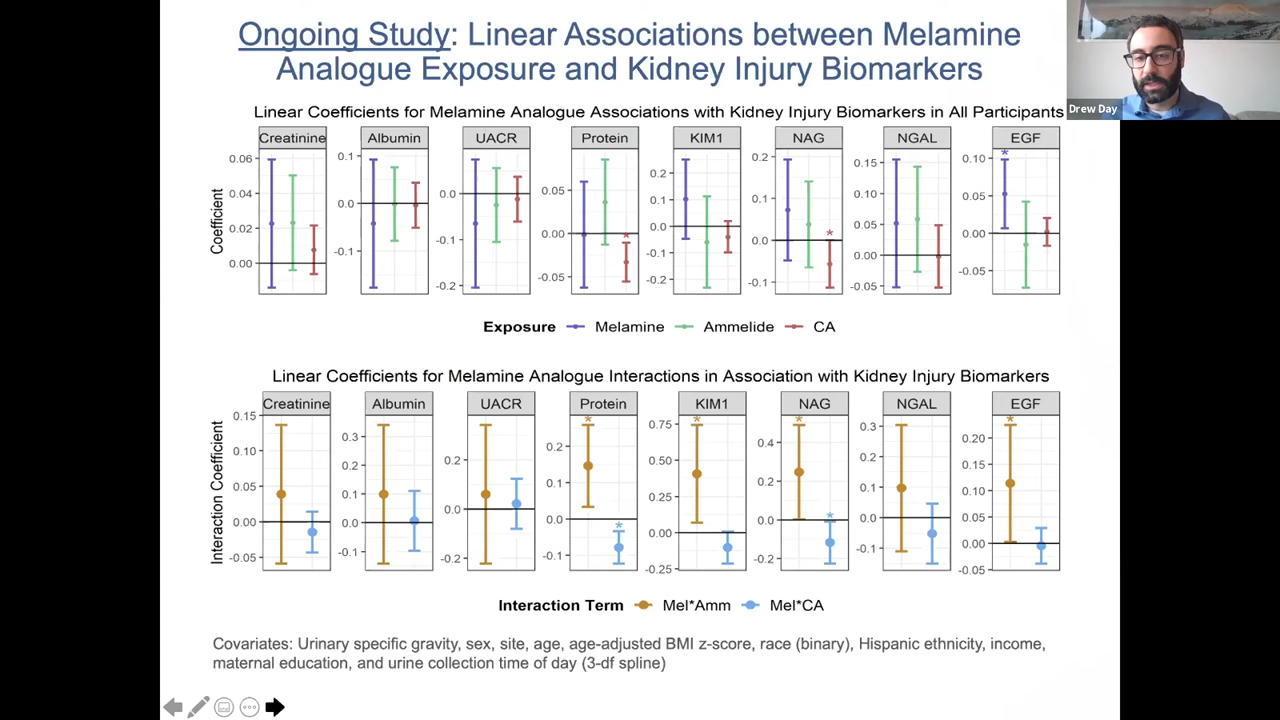 Ongoing Study: Linear Associations between Melamine
Analogue Exposure and Kidney Injury Biomarkers
Drew Day
Linear Coefficients for Melamine Analogue Associations with Kidney Injury Biomarkers in All Participants
Creatinine Albumin UACR Protein KIM1 NAG NGAL EGF
Coefficient
0.06 0.04 0.02 0.00
0.1 0.0 -0.1
0.0 -0.1 -0.2
0.05 0.00 -0.05
0.2 0.1 0.0 -0.1 -0.2
0.2 0.1 0.0 -0.1
0.15 0.10 0.05 0.00 -0.05
0.10 0.05 0.00 -0.05
* * *
Exposure Melamine Ammelide CA
Linear Coefficients for Melamine Analogue Interactions in Association with Kidney Injury Biomarkers
Creatinine Albumin UACR Protein KIM1 NAG NGAL EGF
Interaction Coefficient
0.15 0.10 0.05 0.00 -0.05
0.3 0.2 0.1 0.0 -0.1
0.2 0.0 -0.2
0.2 0.1 0.0 -0.1
0.75 0.50 0.25 0.00 -0.25
0.4 0.2 0.0 -0.2
0.3 0.2 0.1 0.0 -0.1
0.20 0.15 0.10 0.05 0.00 -0.05
* * * * * *
Interaction Term Mel*Amm Mel*CA
Covariates: Urinary specific gravity, sex, site, age, age-adjusted BMI z-score, race (binary), Hispanic ethnicity, income,
maternal education, and urine collection time of day (3-df spline)